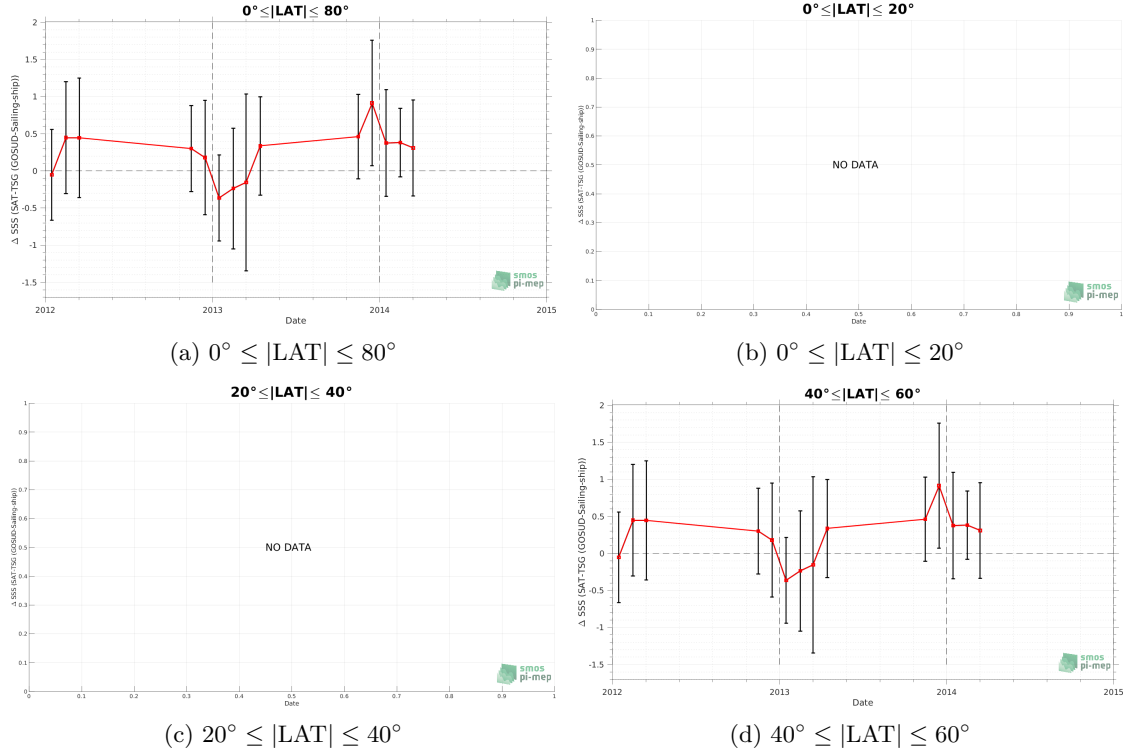 0°≤|LAT|≤ 80°
2
1.5
1
0.5
0
-0.5
-1
-1.5
Δ SSS (SAT-TSG (GOSUD-Sailing-ship))
2012
2013
2014
2015
Date
smos
pi-mep
(a) 0° ≤ |LAT| ≤ 80°
0°≤|LAT|≤ 20°
1
0.9
0.8
0.7
0.6
0.5
0.4
0.3
0.2
0.1
0
Δ SSS (SAT-TSG (GOSUD-Sailing-ship))
NO DATA
0 0.1 0.2 0.3 0.4 0.5 0.6 0.7 0.8 0.9 1
Date
smos
pi-mep
(b) 0° ≤ |LAT| ≤ 20°
20°≤|LAT|≤ 40°
1
0.9
0.8
0.7
0.6
0.5
0.4
0.3
0.2
0.1
0
Δ SSS (SAT-TSG (GOSUD-Sailing-ship))
NO DATA
0 0.1 0.2 0.3 0.4 0.5 0.6 0.7 0.8 0.9 1
Date
smos
pi-mep
(c) 20° ≤ |LAT| ≤ 40°
40°≤|LAT|≤ 60°
2
1.5
1
0.5
0
-0.5
-1
-1.5
Δ SSS (SAT-TSG (GOSUD-Sailing-ship))
2012
2013
2014
2015
Date
smos
pi-mep
(d) 40° ≤ |LAT| ≤ 60°